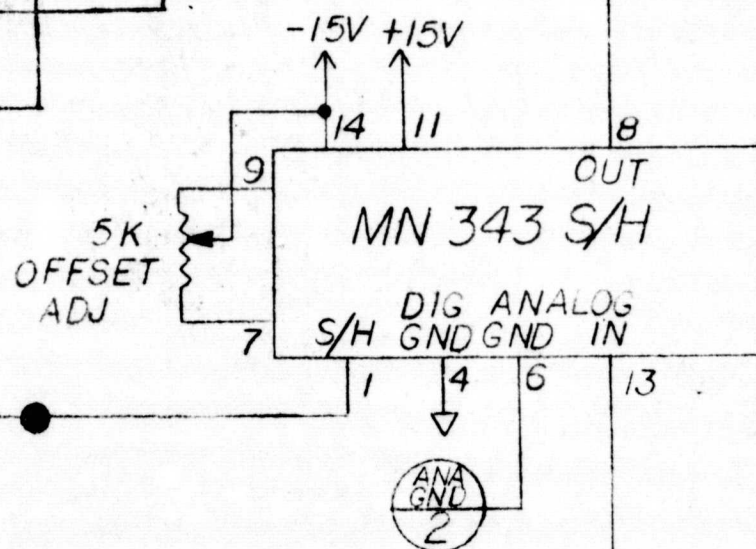 -15V +15V
14
11
8
9
OUT
5K
OFFSET
ADJ
MN 343 S/H
7
S/H
DIG
GND
ANALOG
GND
IN
1
4
6
13
ANA
GND
2